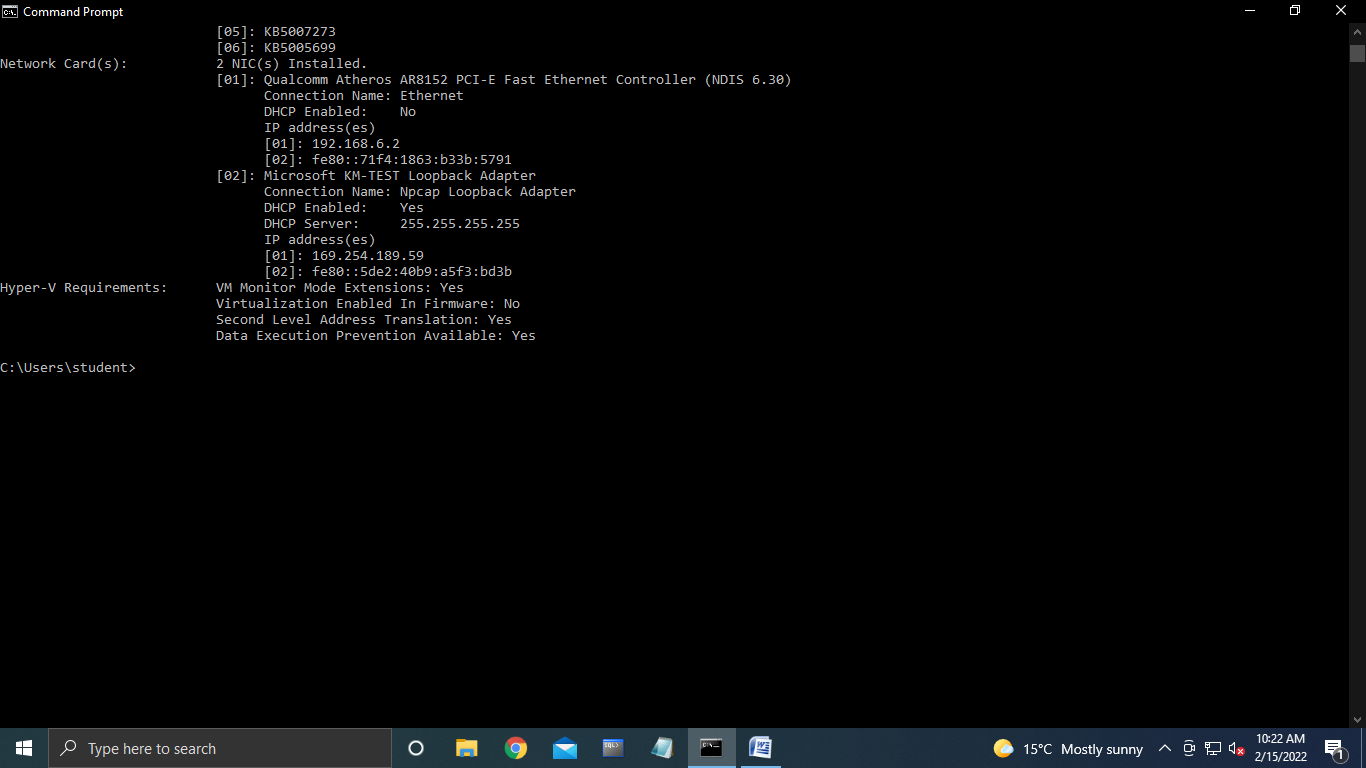 Command Prompt
[05]: KB5007273
[06]: KB5005699
Network Card(s): 2 NIC(s) Installed.
[01]: Qualcomm Atheros AR8152 PCI-E Fast Ethernet Controller (NDIS 6.30)
Connection Name: Ethernet
DHCP Enabled: No
IP address(es)
[01]: 192.168.6.2
[02]: fe80::71f4:1863:b33b:5791
[02]: Microsoft KM-TEST Loopback Adapter
Connection Name: Npcap Loopback Adapter
DHCP Enabled: Yes
DHCP Server: 255.255.255.255
IP address(es)
[01]: 169.254.189.59
[02]: fe80::5de2:40b9:a5f3:bd3b
Hyper-V Requirements: VM Monitor Mode Extensions: Yes
Virtualization Enabled In Firmware: No
Second Level Address Translation: Yes
Data Execution Prevention Available: Yes
C:\Users\student>
Type here to search
15°C Mostly sunny
10:22 AM
2/15/2022
1